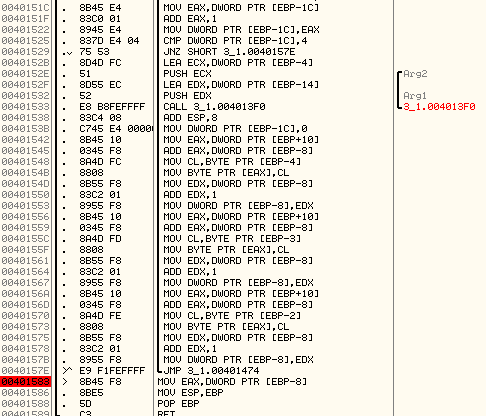 0040151C . 8B45 E4 MOV EAX,DWORD PTR [EBP-1C]
0040151F . 83C0 01 ADD EAX,1
00401522 . 8945 E4 MOV DWORD PTR [EBP-1C],EAX
00401525 . 837D E4 04 CMP DWORD PTR [EBP-1C],4
00401529 .v 75 53 JNZ SHORT 3_1.0040157E
0040152B . 8D4D FC LEA ECX,DWORD PTR [EBP-4]
0040152E . 51 PUSH ECX Arg2
0040152F . 8D55 EC LEA EDX,DWORD PTR [EBP-14]
00401532 . 52 PUSH EDX Arg1
00401533 . E8 B8FEFFFF CALL 3_1.004013F0 3_1.004013F0
00401538 . 83C4 08 ADD ESP,8
0040153B . C745 E4 0000 MOV DWORD PTR [EBP-1C],0
00401542 . 8B45 10 MOV EAX,DWORD PTR [EBP+10]
00401545 . 0345 F8 ADD EAX,DWORD PTR [EBP-8]
00401548 . 8A4D FC MOV CL,BYTE PTR [EBP-4]
0040154B . 8808 MOV BYTE PTR [EAX],CL
0040154D . 8B55 F8 MOV EDX,DWORD PTR [EBP-8]
00401550 . 83C2 01 ADD EDX,1
00401553 . 8955 F8 MOV DWORD PTR [EBP-8],EDX
00401556 . 8B45 10 MOV EAX,DWORD PTR [EBP+10]
00401559 . 0345 F8 ADD EAX,DWORD PTR [EBP-8]
0040155C . 8A4D FD MOV CL,BYTE PTR [EBP-3]
0040155F . 8808 MOV BYTE PTR [EAX],CL
00401561 . 8B55 F8 MOV EDX,DWORD PTR [EBP-8]
00401564 . 83C2 01 ADD EDX,1
00401567 . 8955 F8 MOV DWORD PTR [EBP-8],EDX
0040156A . 8B45 10 MOV EAX,DWORD PTR [EBP+10]
0040156D . 0345 F8 ADD EAX,DWORD PTR [EBP-8]
00401570 . 8A4D FE MOV CL,BYTE PTR [EBP-2]
00401573 . 8808 MOV BYTE PTR [EAX],CL
00401575 . 8B55 F8 MOV EDX,DWORD PTR [EBP-8]
00401578 . 83C2 01 ADD EDX,1
0040157B . 8955 F8 MOV DWORD PTR [EBP-8],EDX
0040157E >^ E9 F1FEFFFF JMP 3_1.00401474
00401583 > 8B45 F8 MOV EAX,DWORD PTR [EBP-8]
00401586 . 8BE5 MOV ESP,EBP
00401588 . 5D POP EBP
. C3 RET